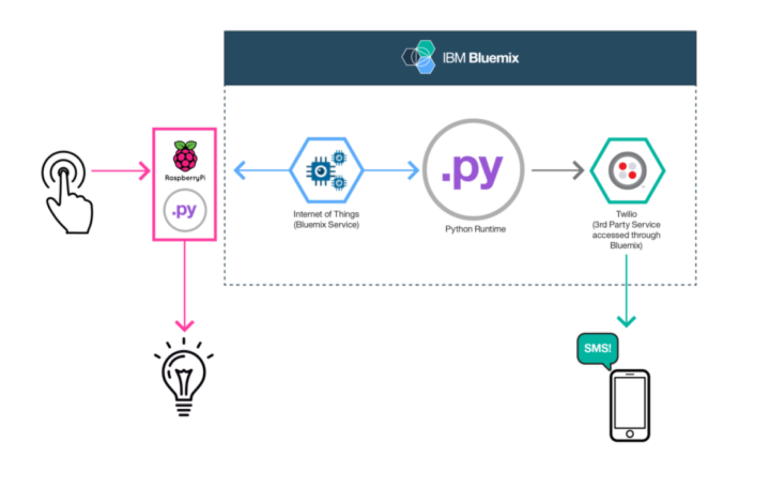 IBM Bluemix
RaspberryPi
.py
.py
Internet of Things
(Bluemix Service)
Python Runtime
Twilio
(3rd Party Service
accessed through
Bluemix)
SMS!